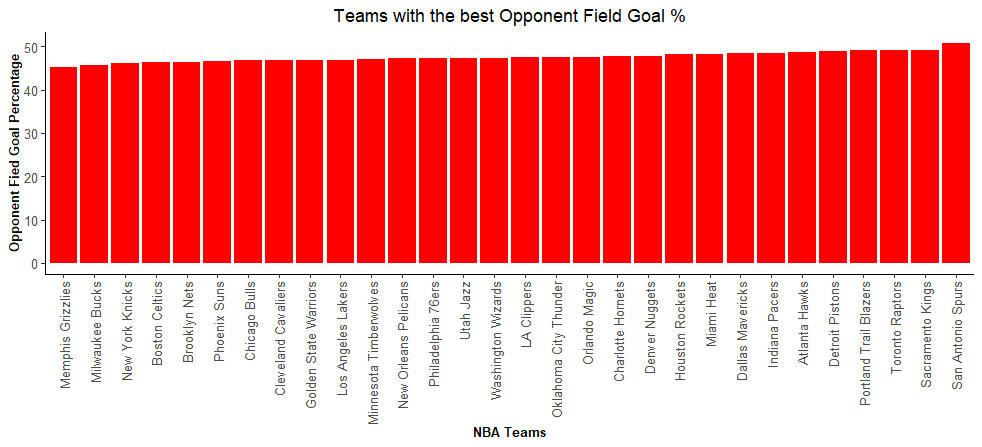 Teams with the best Opponent Field Goal %
Opponent Fied Goal Percentage
50
40
30
20
10
0
Memphis Grizzlies
Milwaukee Bucks
New York Knicks
Boston Celtics
Brooklyn Nets
Phoenix Suns
Chicago Bulls
Cleveland Cavaliers
Golden State Warriors
Los Angeles Lakers
Minnesota Timberwolves
New Orleans Pelicans
Philadelphia 76ers
Utah Jazz
Washington Wizards
LA Clippers
Oklahoma City Thunder
Orlando Magic
Charlotte Hornets
Denver Nuggets
Houston Rockets
Miami Heat
Dallas Mavericks
Indiana Pacers
Atlanta Hawks
Detroit Pistons
Portland Trail Blazers
Toronto Raptors
Sacramento Kings
San Antonio Spurs
NBA Teams